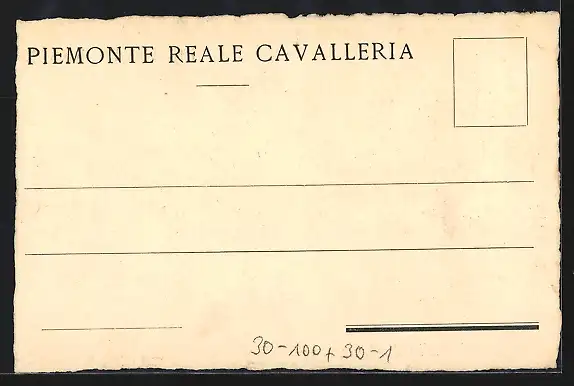 PIEMONTE REALE CAVALLERIA
30-100+30-1